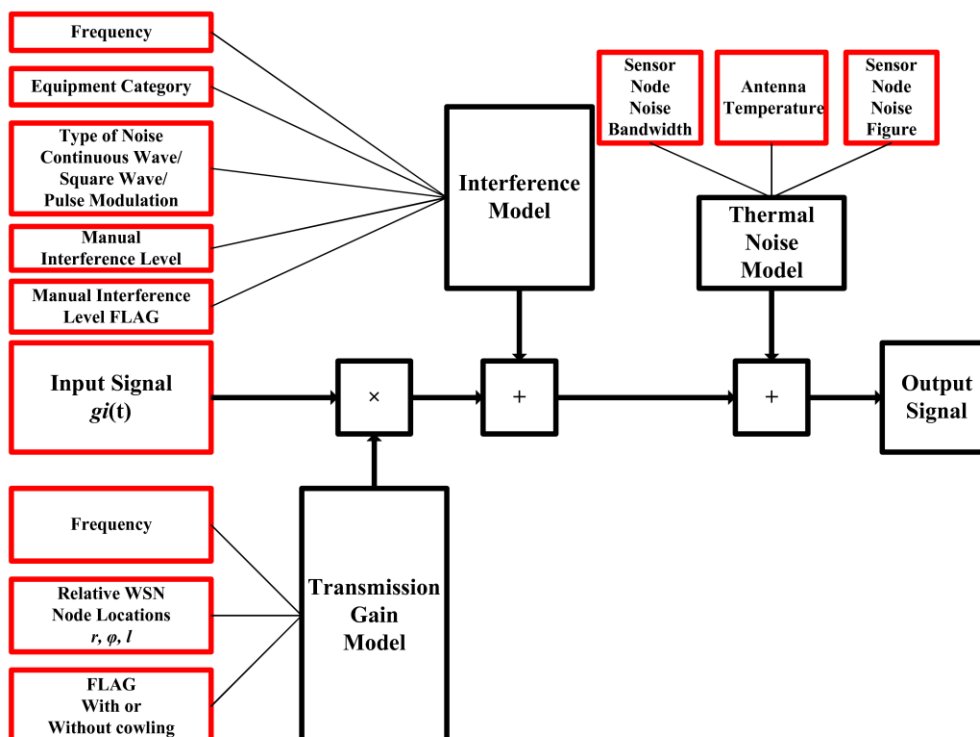 Frequency
Equipment Category
Type of Noise
Continuous Wave/
Square Wave/
Pulse Modulation
Manual
Interference Level
Manual Interference
Level FLAG
Interference
Model
Sensor
Node
Noise
Bandwidth
Antenna
Temperature
Sensor
Node
Noise
Figure
Thermal
Noise
Model
Input Signal
gi(t)
×
+
+
Output
Signal
Frequency
Relative WSN
Node Locations
r, φ, l
FLAG
With or
Without cowling
Transmission
Gain
Model